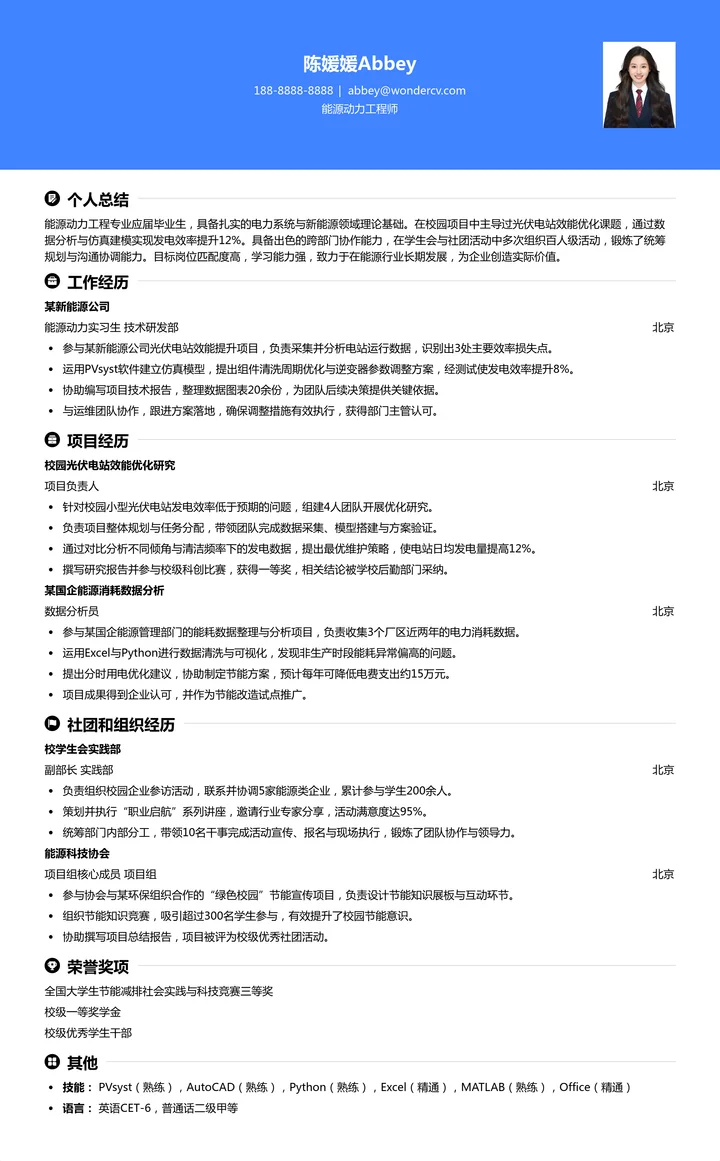 陈媛媛Abbey
188-8888-8888 | abbey@wondercv.com
能源动力工程师
个人总结
能源动力工程专业应届毕业生，具备扎实的电力系统与新能源领域理论基础。在校园项目中主导过光伏电站效能优化课题，通过数
据分析与仿真建模实现发电效率提升12%。具备出色的跨部门协作能力，在学生会与社团活动中多次组织百人级活动，锻炼了统筹
规划与沟通协调能力。目标岗位匹配度高，学习能力强，致力于在能源行业长期发展，为企业创造实际价值。
工作经历
某新能源公司
能源动力实习生 技术研发部 北京
• 参与某新能源公司光伏电站效能提升项目，负责采集并分析电站运行数据，识别出3处主要效率损失点。
• 运用PVsyst软件建立仿真模型，提出组件清洗周期优化与逆变器参数调整方案，经测试使发电效率提升8%。
• 协助编写项目技术报告，整理数据图表20余份，为团队后续决策提供关键依据。
• 与运维团队协作，跟进方案落地，确保调整措施有效执行，获得部门主管认可。
项目经历
校园光伏电站效能优化研究
项目负责人 北京
• 针对校园小型光伏电站发电效率低于预期的问题，组建4人团队开展优化研究。
• 负责项目整体规划与任务分配，带领团队完成数据采集、模型搭建与方案验证。
• 通过对比分析不同倾角与清洁频率下的发电数据，提出最优维护策略，使电站日均发电量提高12%。
• 撰写研究报告并参与校级科创比赛，获得一等奖，相关结论被学校后勤部门采纳。
某国企能源消耗数据分析
数据分析员 北京
• 参与某国企能源管理部门的能耗数据整理与分析项目，负责收集3个厂区近两年的电力消耗数据。
• 运用Excel与Python进行数据清洗与可视化，发现非生产时段能耗异常偏高的问题。
• 提出分时用电优化建议，协助制定节能方案，预计每年可降低电费支出约15万元。
• 项目成果得到企业认可，并作为节能改造试点推广。
社团和组织经历
校学生会实践部
副部长 实践部 北京
• 负责组织校园企业参访活动，联系并协调5家能源类企业，累计参与学生200余人。
• 策划并执行“职业启航”系列讲座，邀请行业专家分享，活动满意度达95%。
• 统筹部门内部分工，带领10名干事完成活动宣传、报名与现场执行，锻炼了团队协作与领导力。
能源科技协会
项目组核心成员 项目组 北京
• 参与协会与某环保组织合作的“绿色校园”节能宣传项目，负责设计节能知识展板与互动环节。
• 组织节能知识竞赛，吸引超过300名学生参与，有效提升了校园节能意识。
• 协助撰写项目总结报告，项目被评为校级优秀社团活动。
荣誉奖项
全国大学生节能减排社会实践与科技竞赛三等奖
校级一等奖学金
校级优秀学生干部
其他
• 技能： PVsyst（熟练），AutoCAD（熟练），Python（熟练），Excel（精通），MATLAB（熟练），Office（精通）
• 语言： 英语CET-6，普通话二级甲等